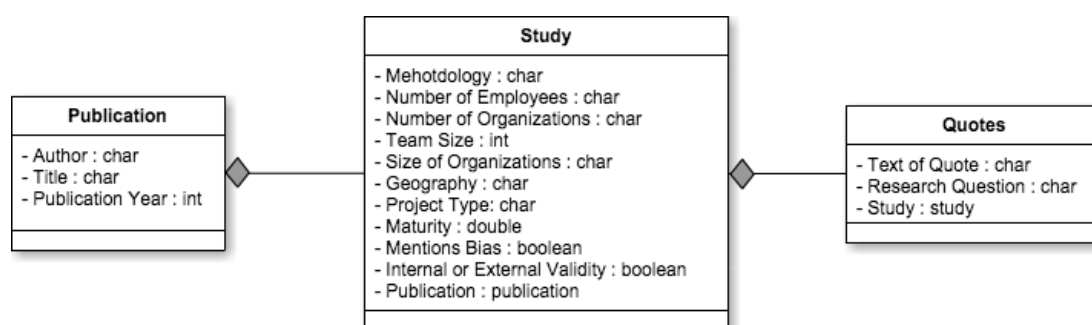 Publication
- Author : char
- Title : char
- Publication Year : int
Study
- Mehotdology : char
- Number of Employees : char
- Number of Organizations : char
- Team Size : int
- Size of Organizations : char
- Geography : char
- Project Type: char
- Maturity : double
- Mentions Bias : boolean
- Internal or External Validity : boolean
- Publication : publication
Quotes
- Text of Quote : char
- Research Question : char
- Study : study